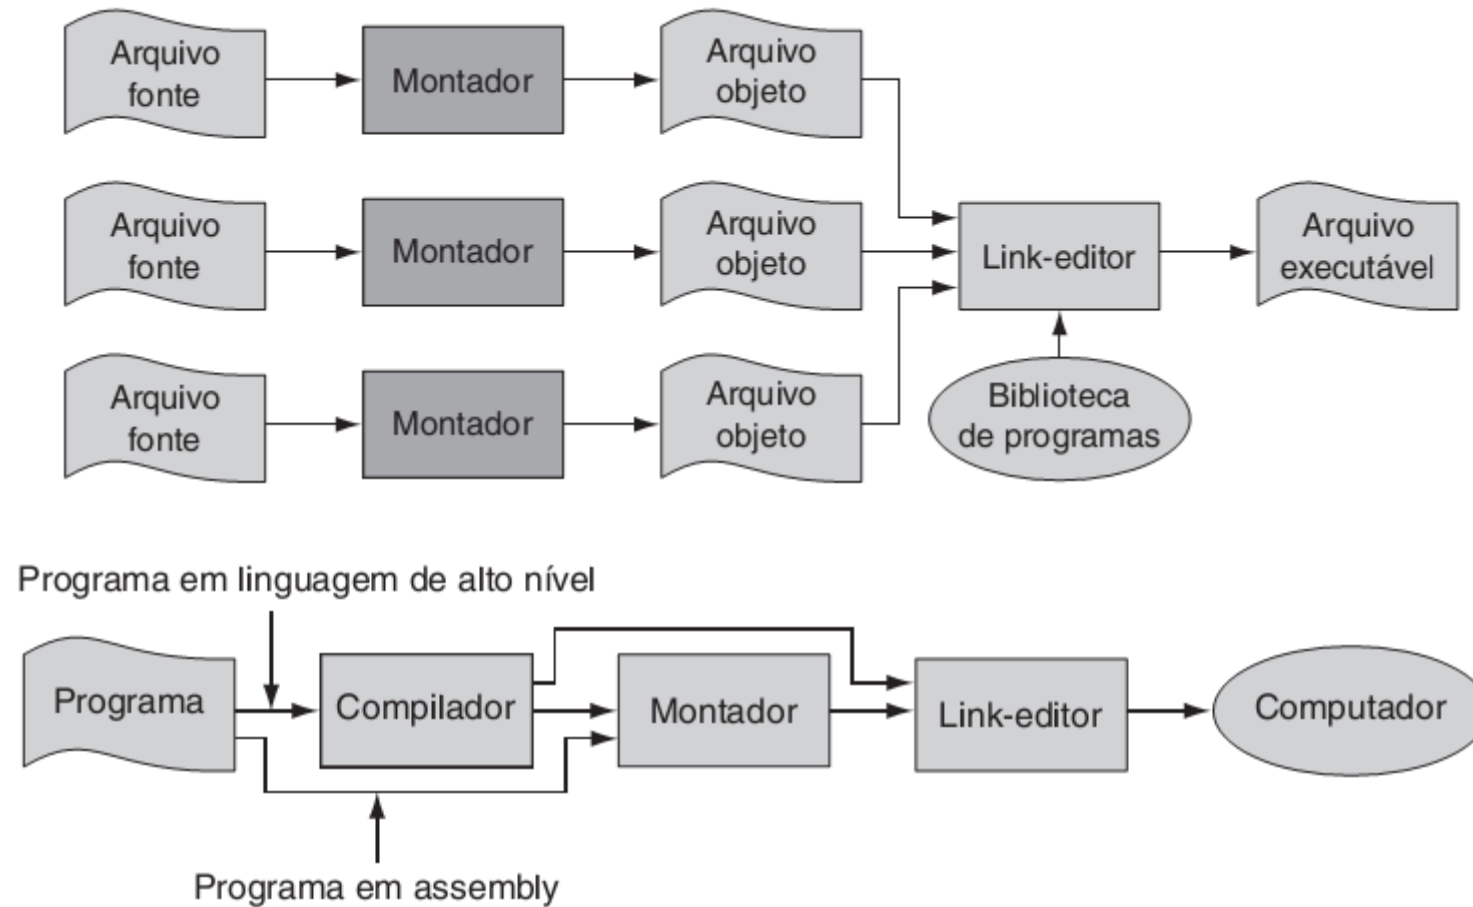 Arquivo
fonte
Montador
Arquivo
objeto
Arquivo
fonte
Montador
Arquivo
objeto
Link-editor
Arquivo
executável
Arquivo
fonte
Montador
Arquivo
objeto
Biblioteca
de programas
Programa em linguagem de alto nível
Programa
Compilador
Montador
Link-editor
Computador
Programa em assembly